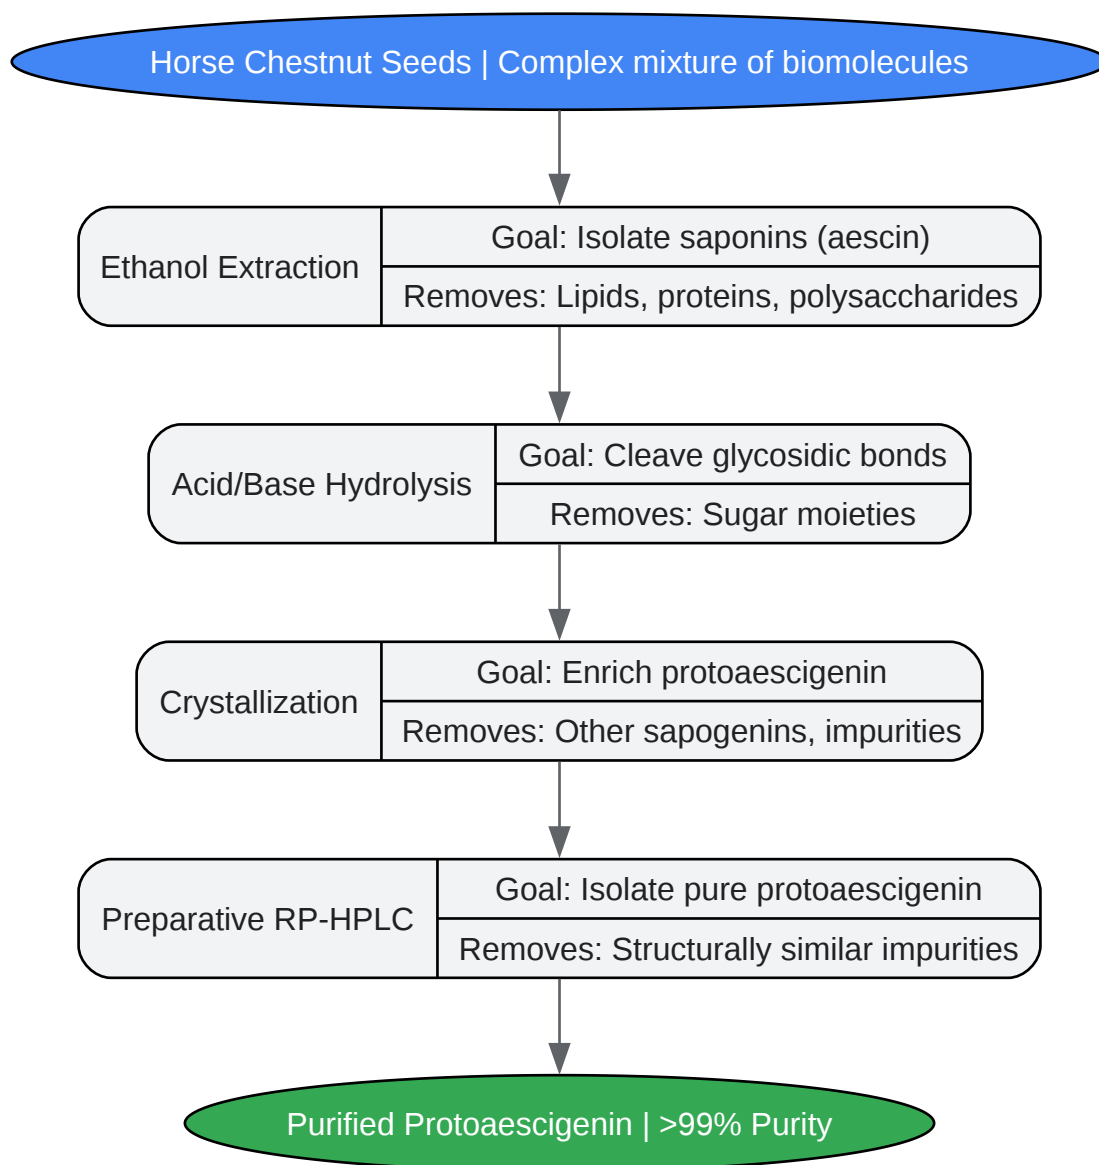 Horse Chestnut Seeds | Complex mixture of biomolecules
Ethanol Extraction
Goal: Isolate saponins (aescin)
Removes: Lipids, proteins, polysaccharides
Acid/Base Hydrolysis
Goal: Cleave glycosidic bonds
Removes: Sugar moieties
Crystallization
Goal: Enrich protoaescigenin
Removes: Other sapogenins, impurities
Preparative RP-HPLC
Goal: Isolate pure protoaescigenin
Removes: Structurally similar impurities
Purified Protoaescigenin | >99% Purity